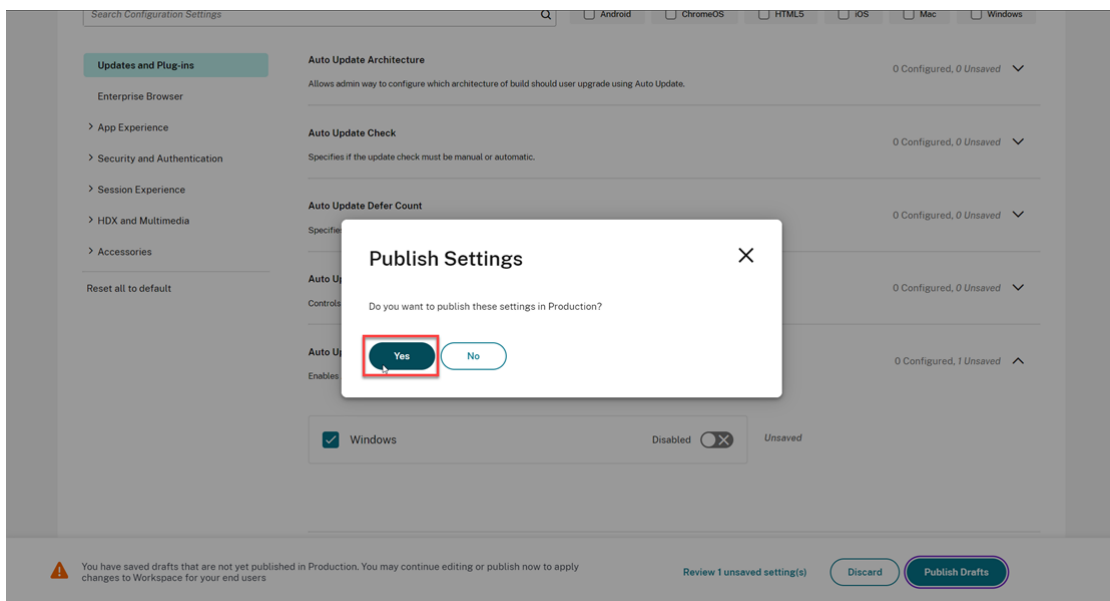 Search Configuration Settings
Android
ChromeOS
HTML5
iOS
Mac
Windows
Updates and Plug-ins
Enterprise Browser
App Experience
Security and Authentication
Session Experience
HDX and Multimedia
Accessories
Reset all to default
Auto Update Architecture
Allows admin way to configure which architecture of build should user upgrade using Auto Update.
0 Configured, 0 Unsaved
Auto Update Check
Specifies if the update check must be manual or automatic.
0 Configured, 0 Unsaved
Auto Update Defer Count
0 Configured, 0 Unsaved
Auto
Controls
0 Configured, 0 Unsaved
Auto
Enables
0 Configured, 1 Unsaved
Publish Settings
Do you want to publish these settings in Production?
Yes
No
Windows
Disabled
Unsaved
You have saved drafts that are not yet published in Production. You may continue editing or publish now to apply
changes to Workspace for your end users
Review 1 unsaved setting(s)
Discard
Publish Drafts